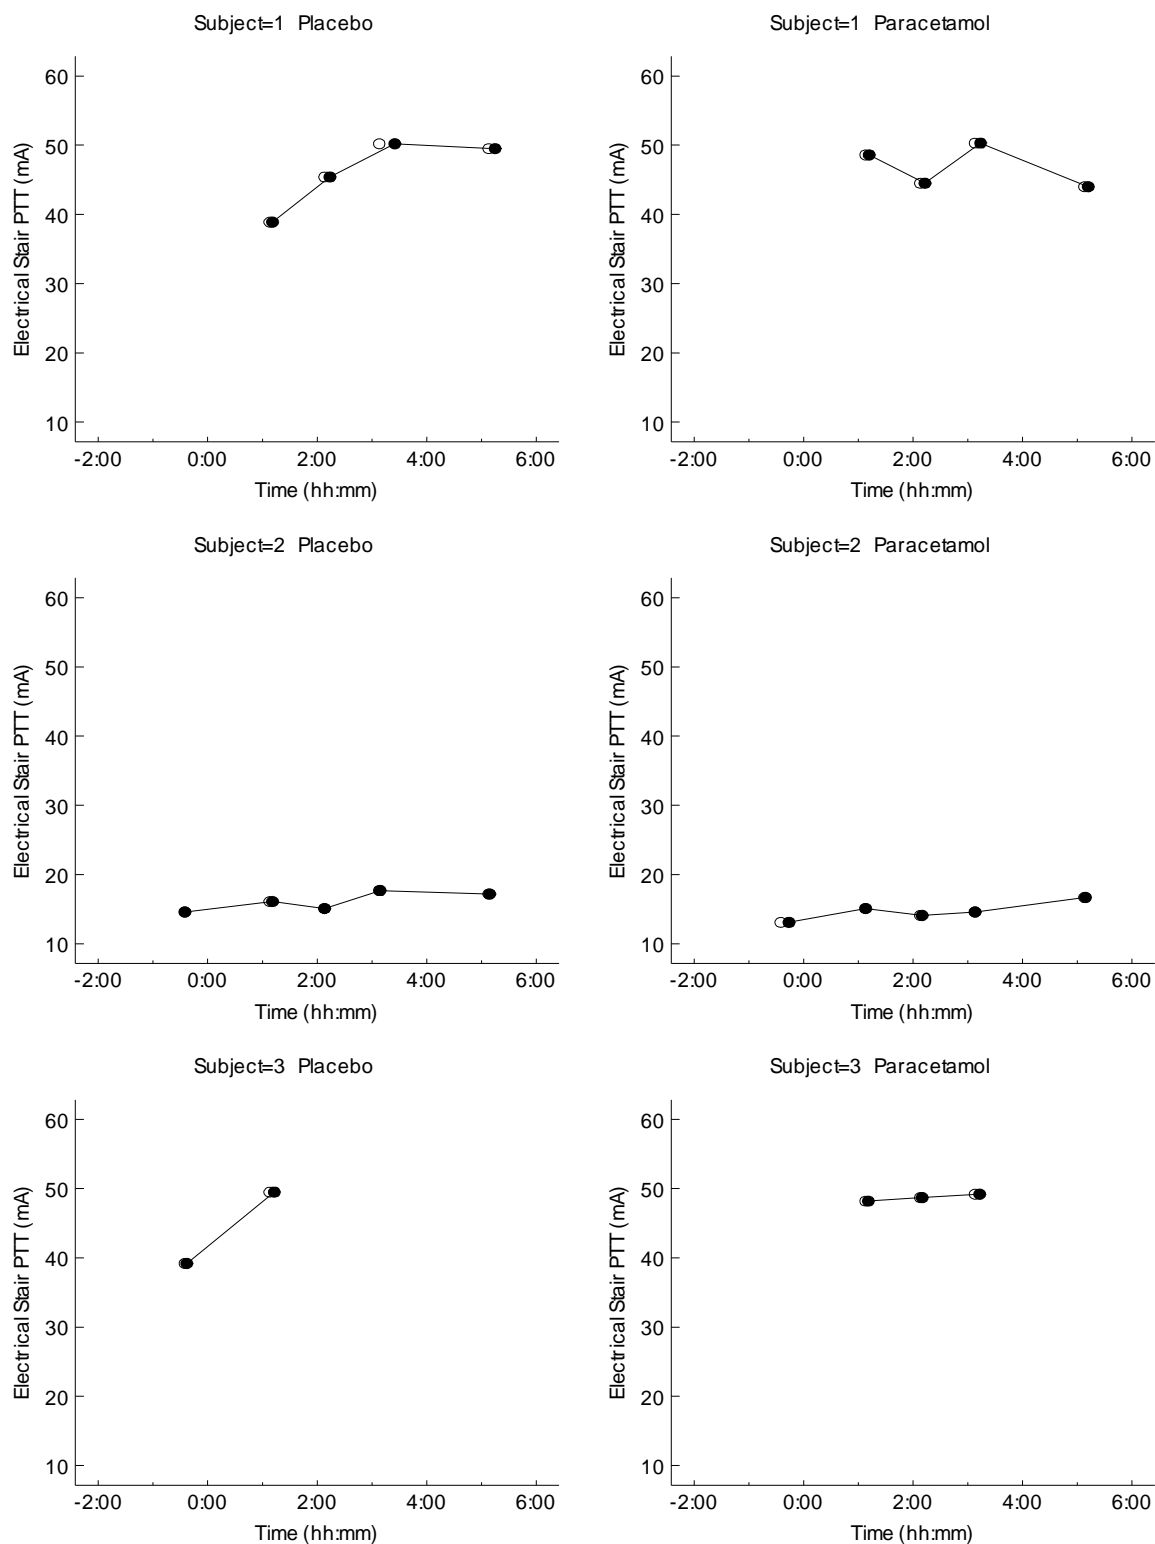 Subject=1 Placebo
Electrical Stair PTT (mA)
60
50
40
30
20
10
-2:00 0:00 2:00 4:00 6:00
Time (hh:mm)
Subject=1 Paracetamol
Electrical Stair PTT (mA)
60
50
40
30
20
10
-2:00 0:00 2:00 4:00 6:00
Time (hh:mm)
Subject=2 Placebo
Electrical Stair PTT (mA)
60
50
40
30
20
10
-2:00 0:00 2:00 4:00 6:00
Time (hh:mm)
Subject=2 Paracetamol
Electrical Stair PTT (mA)
60
50
40
30
20
10
-2:00 0:00 2:00 4:00 6:00
Time (hh:mm)
Subject=3 Placebo
Electrical Stair PTT (mA)
60
50
40
30
20
10
-2:00 0:00 2:00 4:00 6:00
Time (hh:mm)
Subject=3 Paracetamol
Electrical Stair PTT (mA)
60
50
40
30
20
10
-2:00 0:00 2:00 4:00 6:00
Time (hh:mm)